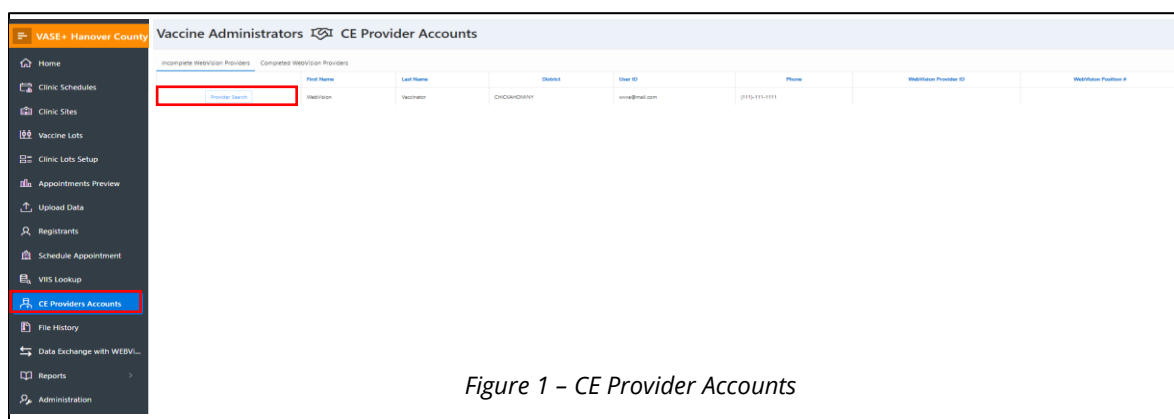 VASE+ Hanover County
Home
Clinic Schedules
Clinic Sites
Vaccine Lots
Clinic Lots Setup
Appointments Preview
Upload Data
Registrants
Schedule Appointment
VIIS Lookup
CE Providers Accounts
File History
Data Exchange with WEBVi...
Reports
Administration
Vaccine Administrators CE Provider Accounts
Incomplete WebVision Providers Completed WebVision Providers
First Name Last Name District User ID Phone WebVision Provider ID WebVision Position #
Provider Search WebVision Vaccinator CHICKAHOMINY (111)-111-1111
Figure 1 – CE Provider Accounts